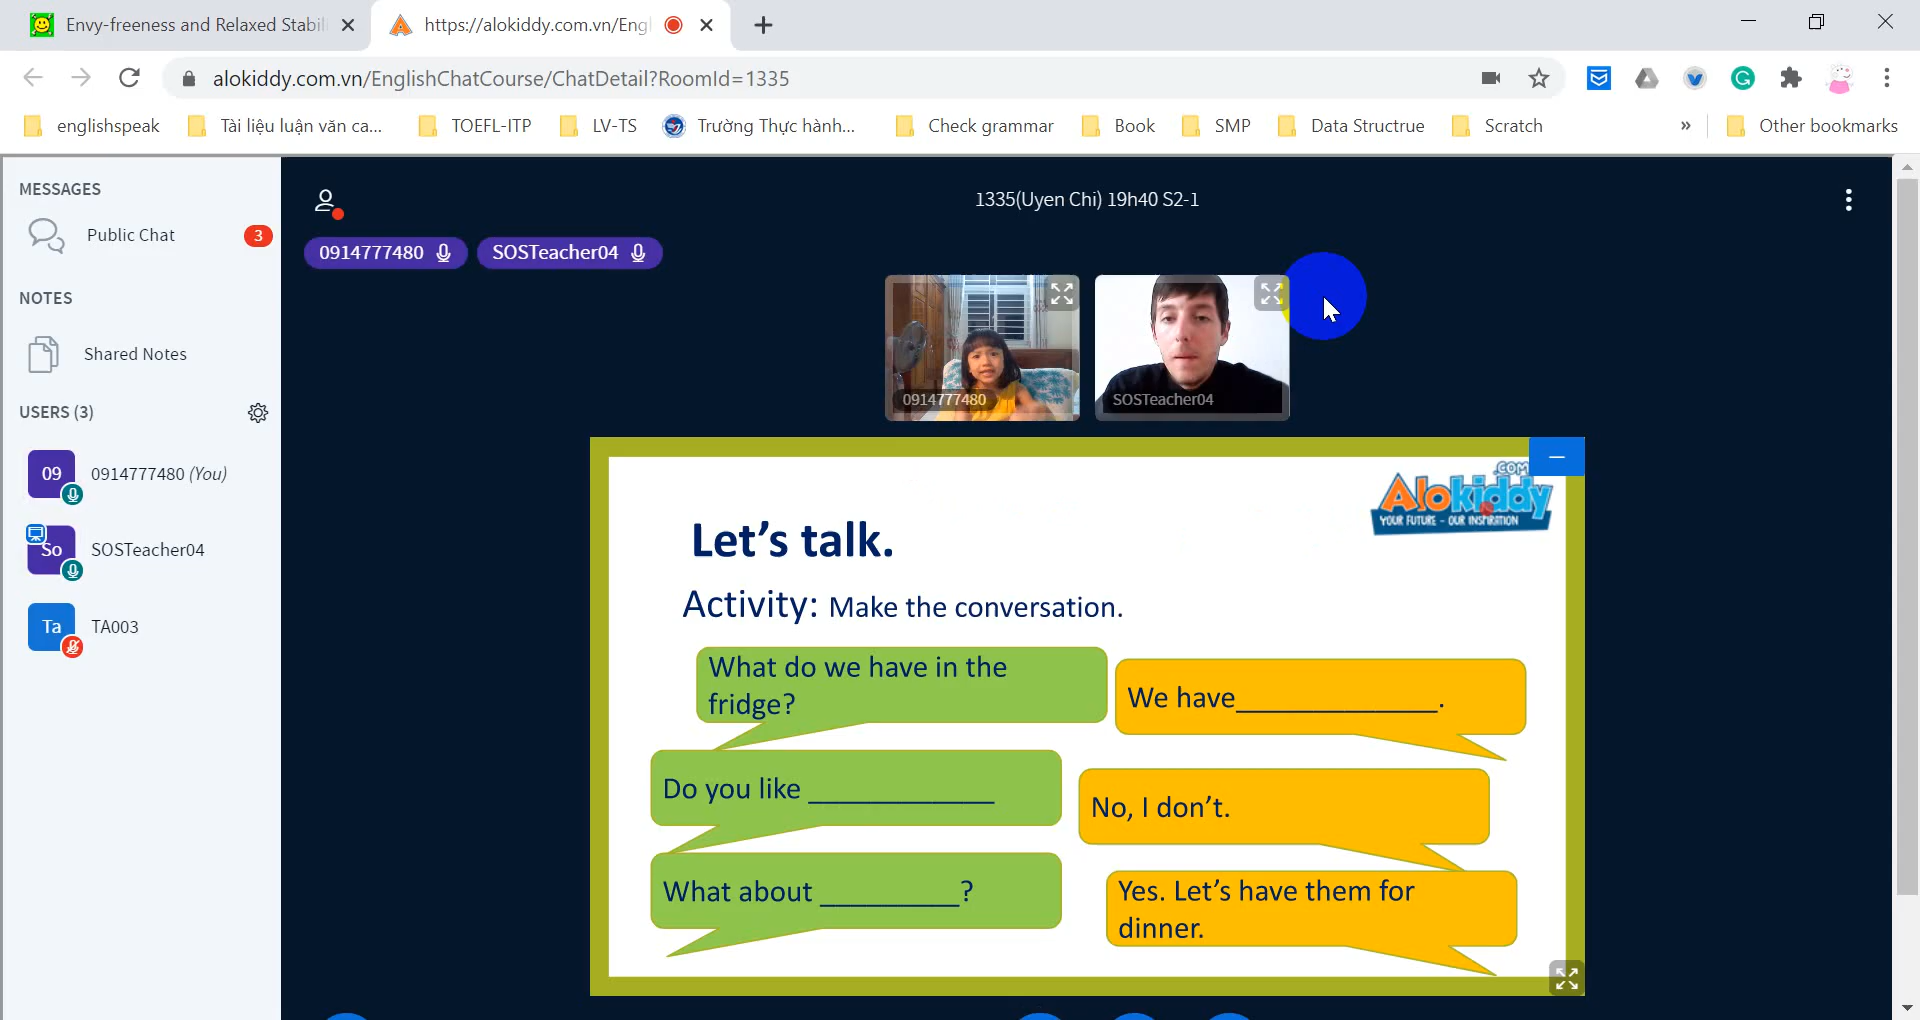 Envy-freeness and Relaxed Stabil
https://alokiddy.com.vn/Engl
alokiddy.com.vn/EnglishChatCourse/ChatDetail?RoomId=1335
englishspeak
Tài liệu luận văn ca...
TOEFL-ITP
LV-TS
Trường Thực hành...
Check grammar
Book
SMP
Data Structrue
Scratch
»
Other bookmarks
MESSAGES
Public Chat
3
NOTES
Shared Notes
USERS (3)
09
0914777480 (You)
So
SOSTeacher04
Ta
TA003
1335(Uyen Chi) 19h40 S2-1
0914777480
SOSTeacher04
0914777480
SOSTeacher04
Alokiddy
.COM
YOUR FUTURE - OUR INSPIRATION
Let's talk.
Activity: Make the conversation.
What do we have in the
fridge?
We have______________.
Do you like _____________
No, I don't.
What about __________?
Yes. Let's have them for
dinner.